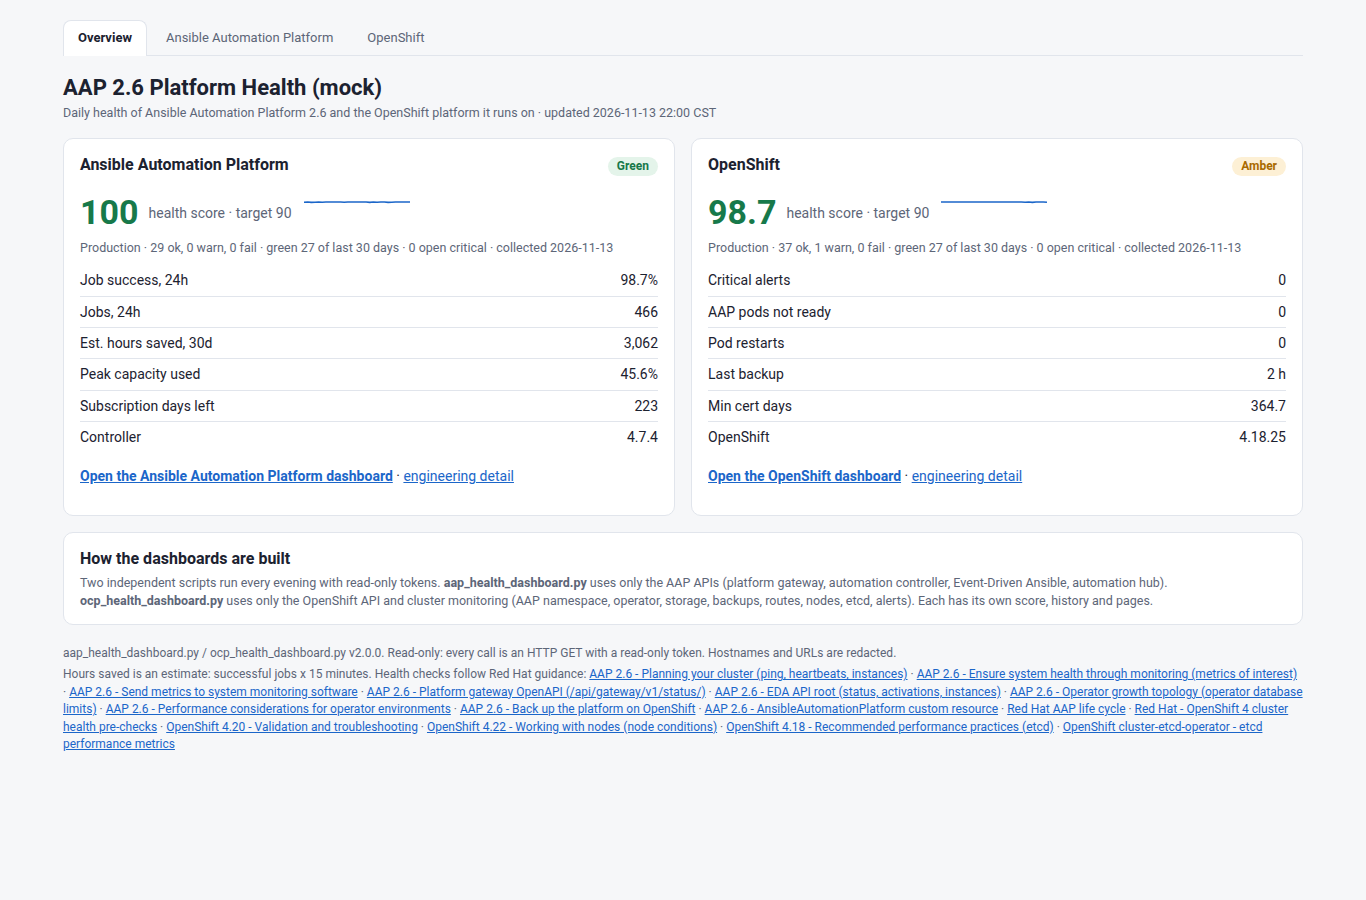 Overview
Ansible Automation Platform
OpenShift
AAP 2.6 Platform Health (mock)
Daily health of Ansible Automation Platform 2.6 and the OpenShift platform it runs on · updated 2026-11-13 22:00 CST
Ansible Automation Platform
Green
100 health score · target 90
Production · 29 ok, 0 warn, 0 fail · green 27 of last 30 days · 0 open critical · collected 2026-11-13
Job success, 24h 98.7%
Jobs, 24h 466
Est. hours saved, 30d 3,062
Peak capacity used 45.6%
Subscription days left 223
Controller 4.7.4
Open the Ansible Automation Platform dashboard · engineering detail
OpenShift
Amber
98.7 health score · target 90
Production · 37 ok, 1 warn, 0 fail · green 27 of last 30 days · 0 open critical · collected 2026-11-13
Critical alerts 0
AAP pods not ready 0
Pod restarts 0
Last backup 2 h
Min cert days 364.7
OpenShift 4.18.25
Open the OpenShift dashboard · engineering detail
How the dashboards are built
Two independent scripts run every evening with read-only tokens. aap_health_dashboard.py uses only the AAP APIs (platform gateway, automation controller, Event-Driven Ansible, automation hub).
ocp_health_dashboard.py uses only the OpenShift API and cluster monitoring (AAP namespace, operator, storage, backups, routes, nodes, etcd, alerts). Each has its own score, history and pages.
aap_health_dashboard.py / ocp_health_dashboard.py v2.0.0. Read-only: every call is an HTTP GET with a read-only token. Hostnames and URLs are redacted.
Hours saved is an estimate: successful jobs x 15 minutes. Health checks follow Red Hat guidance: AAP 2.6 - Planning your cluster (ping, heartbeats, instances) · AAP 2.6 - Ensure system health through monitoring (metrics of interest)
· AAP 2.6 - Send metrics to system monitoring software · AAP 2.6 - Platform gateway OpenAPI (/api/gateway/v1/status/) · AAP 2.6 - EDA API root (status, activations, instances) · AAP 2.6 - Operator growth topology (operator database
limits) · AAP 2.6 - Performance considerations for operator environments · AAP 2.6 - Back up the platform on OpenShift · AAP 2.6 - AnsibleAutomationPlatform custom resource · Red Hat AAP life cycle · Red Hat - OpenShift 4 cluster
health pre-checks · OpenShift 4.20 - Validation and troubleshooting · OpenShift 4.22 - Working with nodes (node conditions) · OpenShift 4.18 - Recommended performance practices (etcd) · OpenShift cluster-etcd-operator - etcd
performance metrics